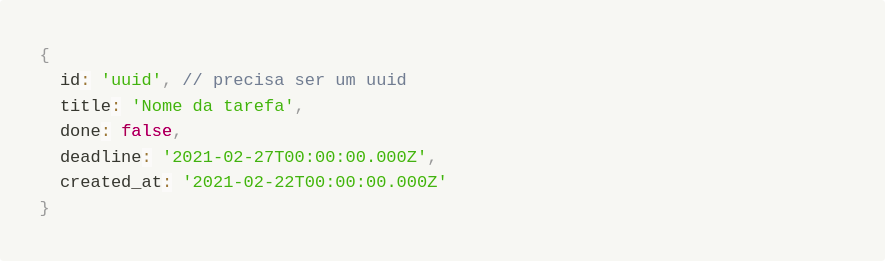 {
  id: 'uuid', // precisa ser um uuid
  title: 'Nome da tarefa',
  done: false,
  deadline: '2021-02-27T00:00:00.000Z',
  created_at: '2021-02-22T00:00:00.000Z'
}